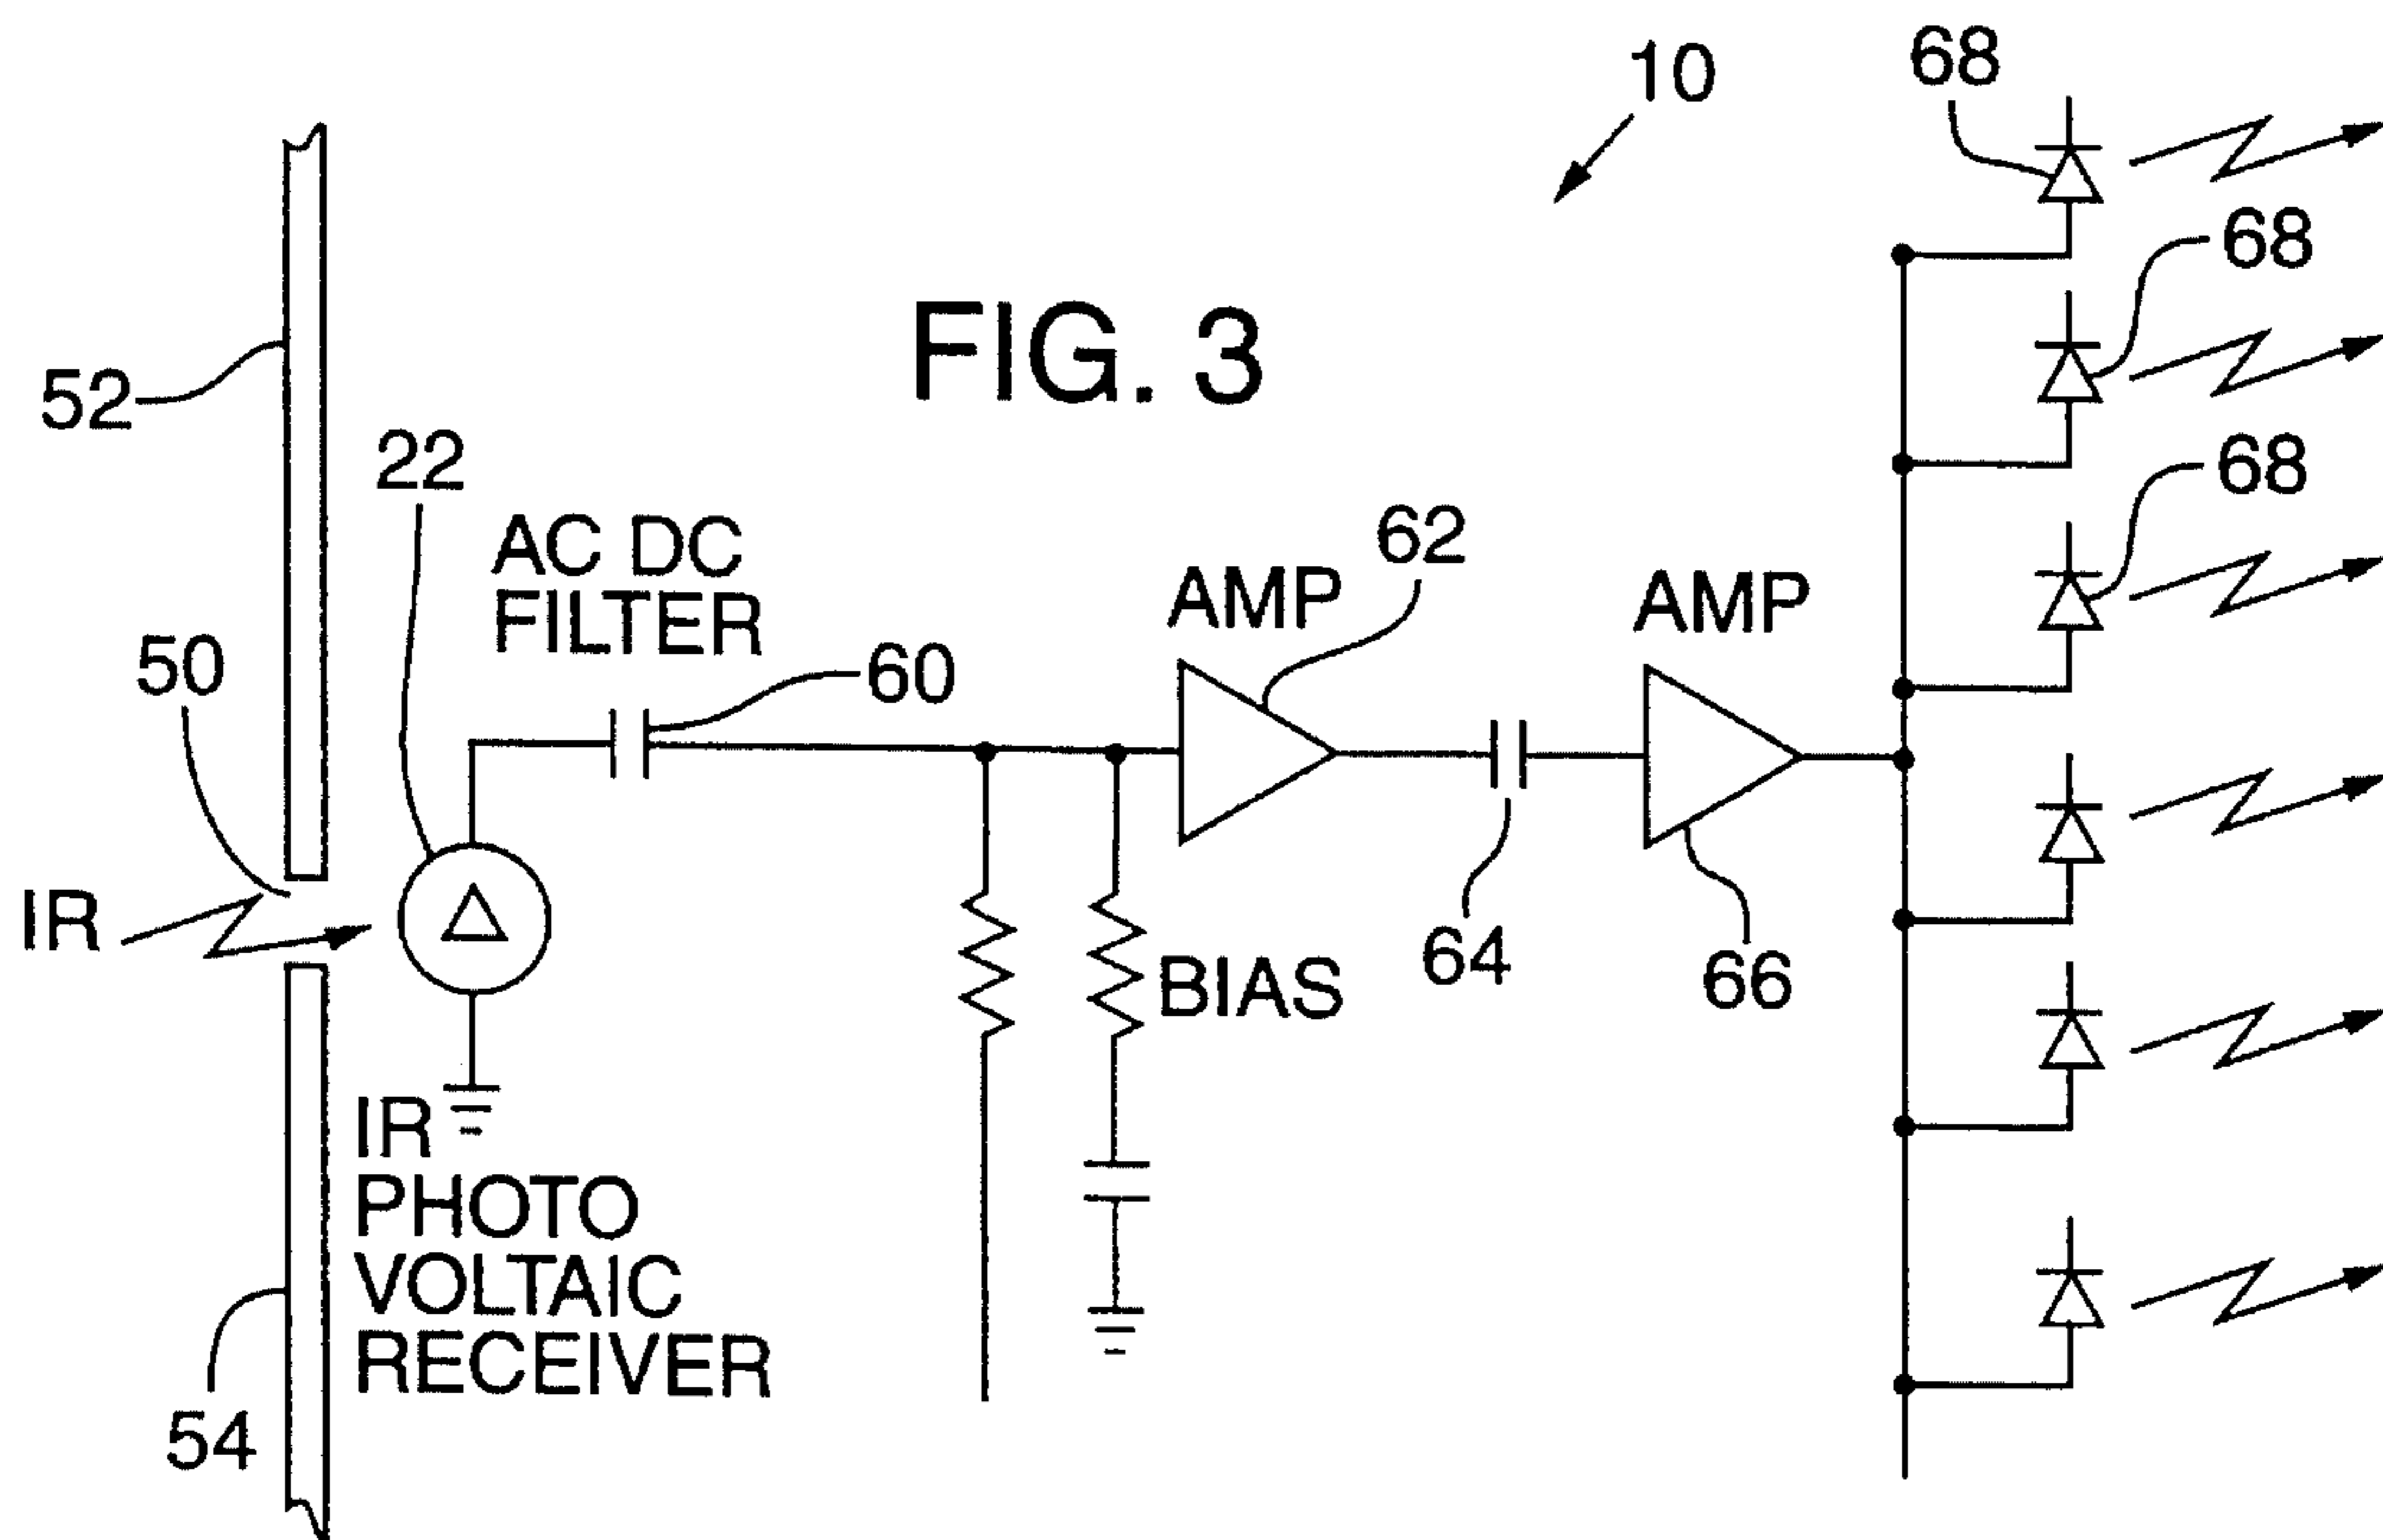 10
68
68
FIG. 3
52
22
68
AC DC
FILTER
62
AMP
AMP
50
60
IR
64
66
BIAS
IR
PHOTO
VOLTAIC
RECEIVER
54